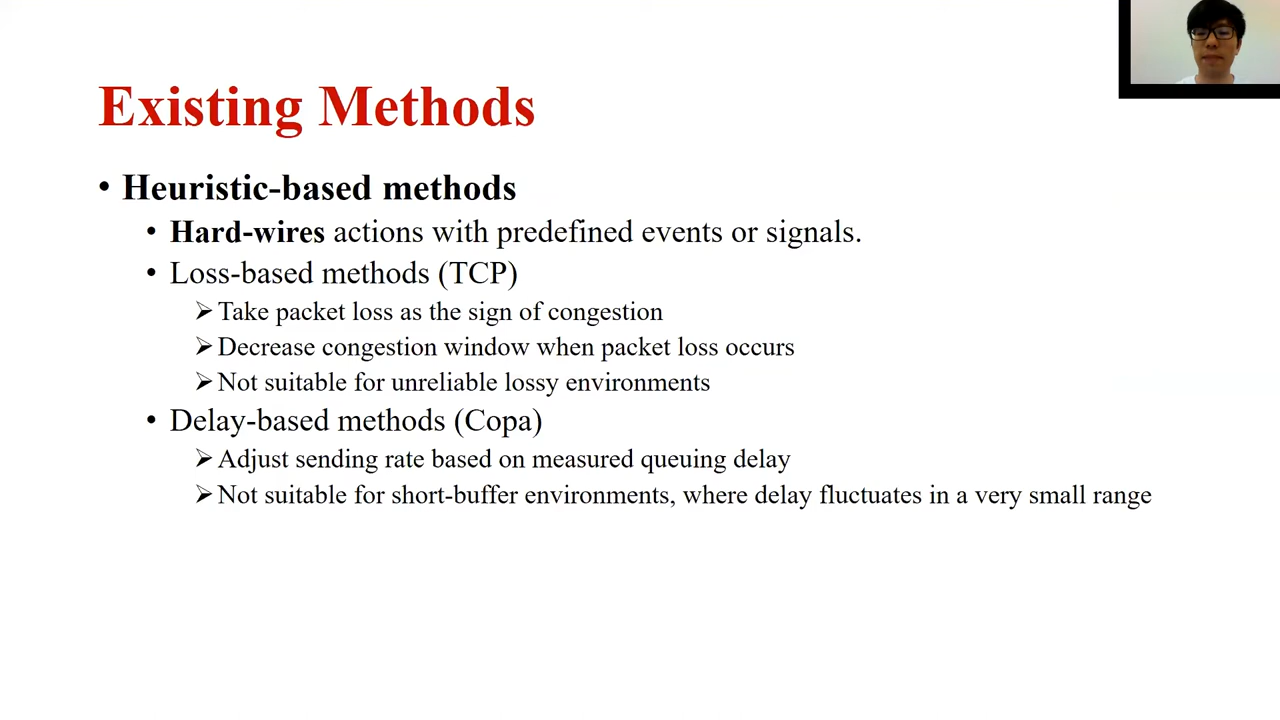 Existing Methods
• Heuristic-based methods
• Hard-wires actions with predefined events or signals.
• Loss-based methods (TCP)
➢ Take packet loss as the sign of congestion
➢ Decrease congestion window when packet loss occurs
➢ Not suitable for unreliable lossy environments
• Delay-based methods (Copa)
➢ Adjust sending rate based on measured queuing delay
➢ Not suitable for short-buffer environments, where delay fluctuates in a very small range